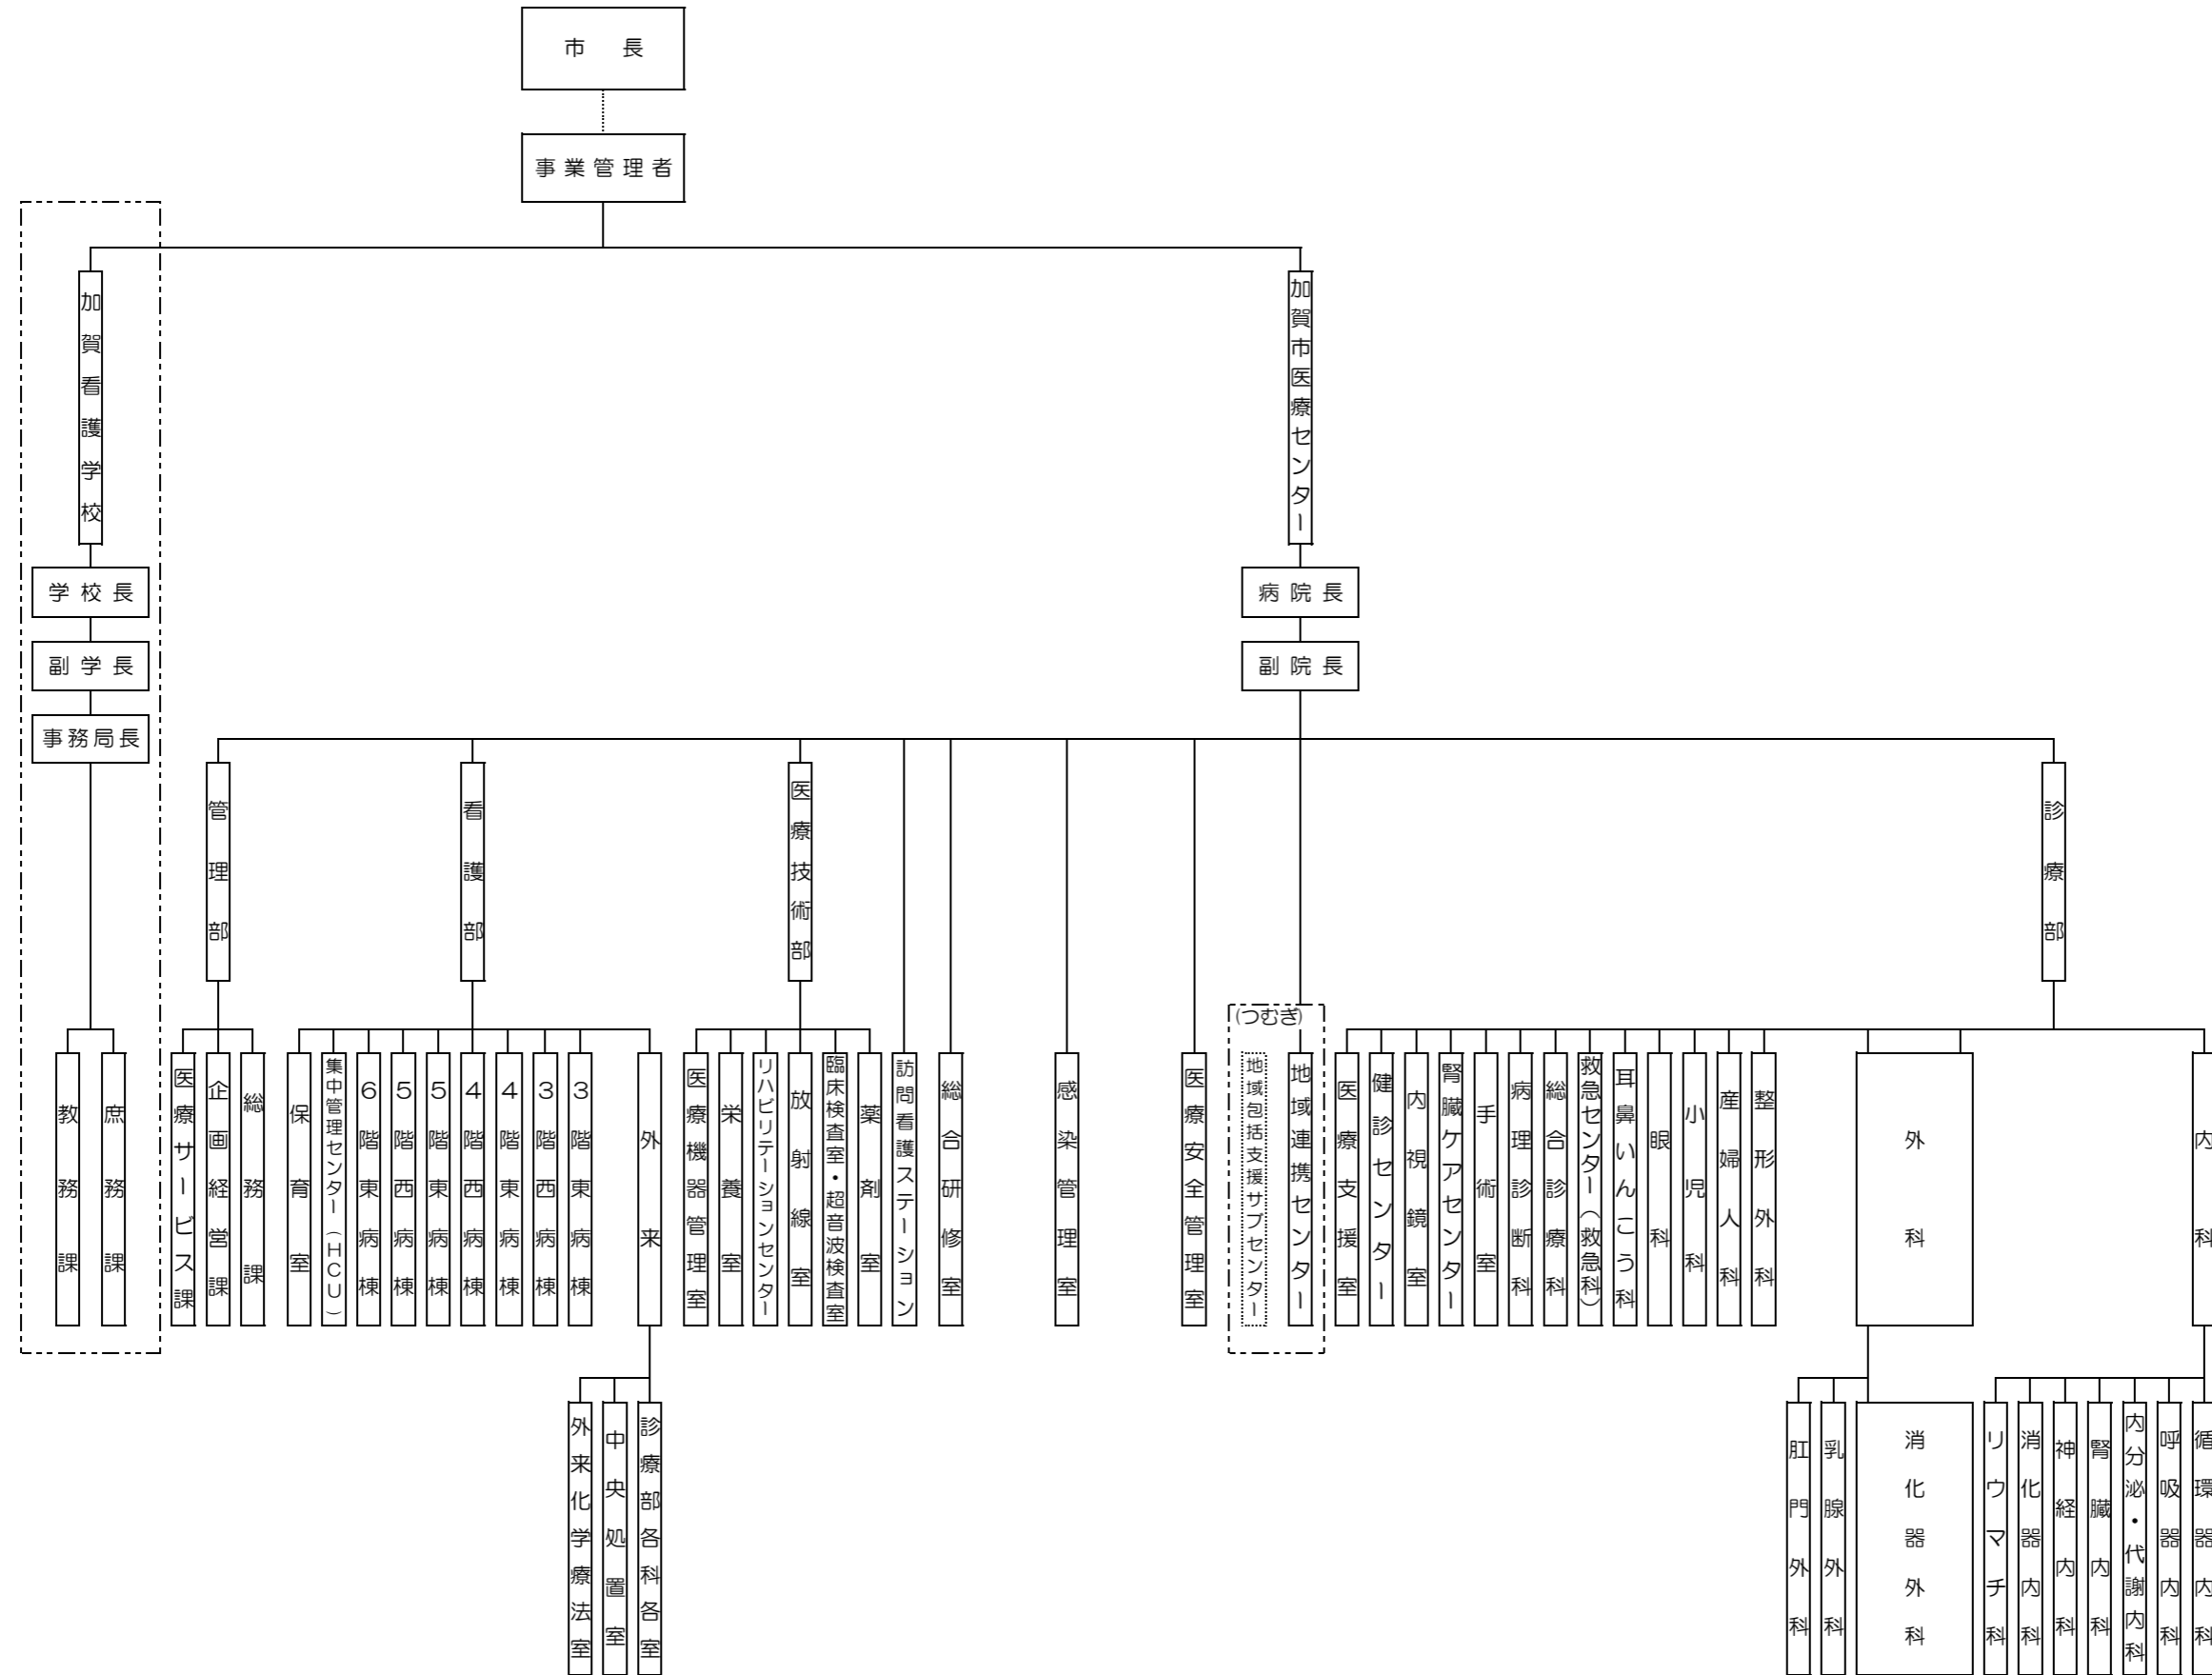 市長
事業管理者
加賀看護学校
加賀市医療センター
学校長
病院長
副学長
副院長
事務局長
管理部
看護部
医療技術部
診療部
(つむぎ)
教務課
庶務課
医療サービス課
企画経営課
総務課
保育室
集中管理センター（HCU）
6階東病棟
5階西病棟
5階東病棟
4階西病棟
4階東病棟
3階西病棟
3階東病棟
外来
医療機器管理室
栄養室
リハビリテーションセンター
放射線室
臨床検査室・超音波検査室
薬剤室
訪問看護ステーション
総合研修室
感染管理室
医療安全管理室
地域包括支援サブセンター
地域連携センター
医療支援室
健診センター
内視鏡室
腎臓ケアセンター
手術室
病理診断科
総合診療科
救急センター（救急科）
耳鼻いんこう科
眼科
小児科
産婦人科
整形外科
外科
内科
外来化学療法室
中央処置室
診療部各科各室
肛門外科
乳腺外科
消化器外科
リウマチ科
消化器内科
神経内科
腎臓内科
内分泌・代謝内科
呼吸器内科
循環器内科